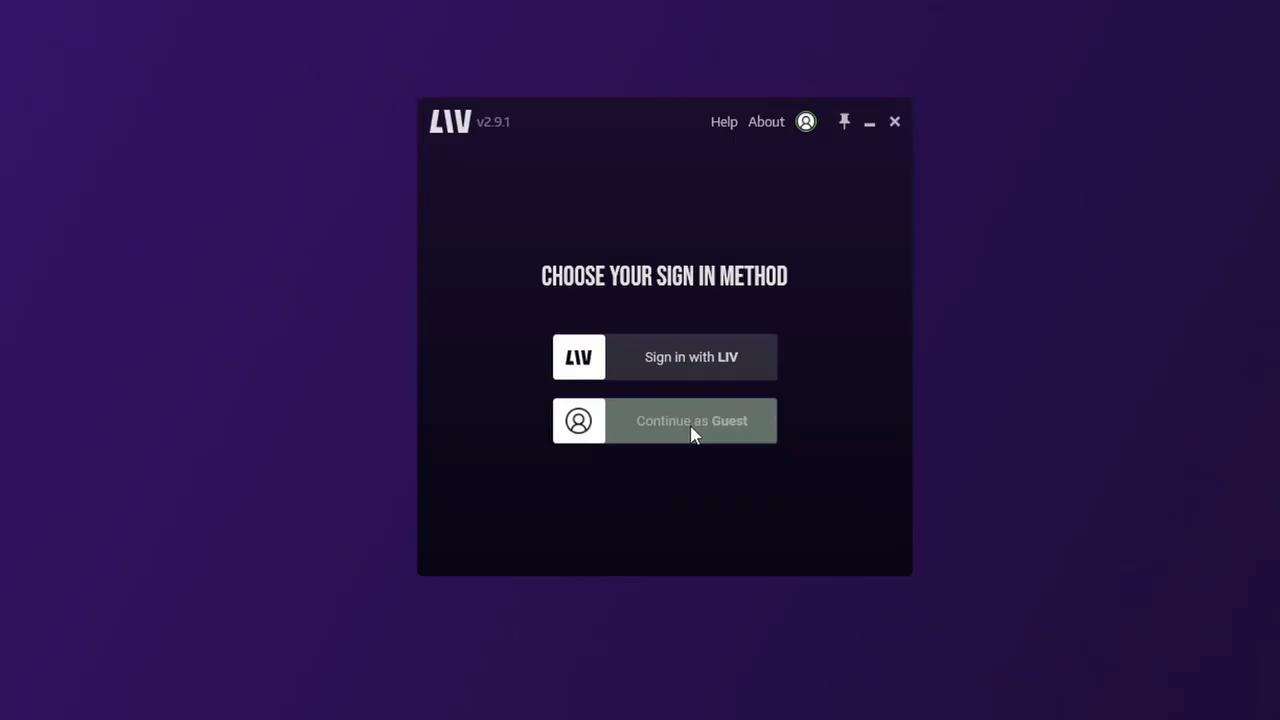 LIV v2.9.1 Help About
CHOOSE YOUR SIGN IN METHOD
LIV Sign in with LIV
Continue as Guest